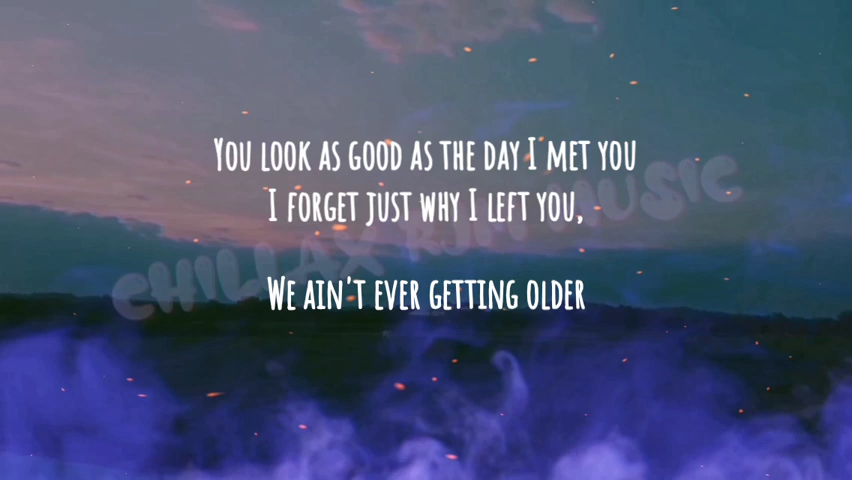 You look as good as the day I met you
I forget just why I left you,
We ain't ever getting older
CHILLAX RJM MUSIC